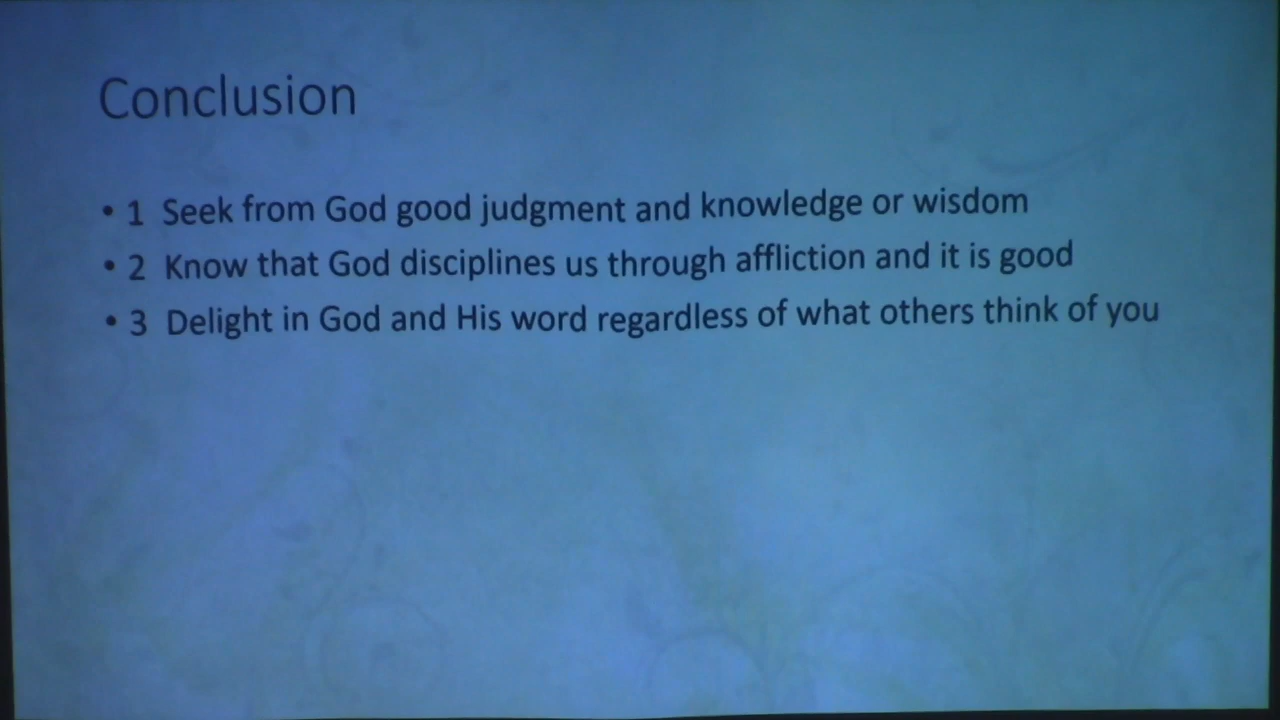 Conclusion
• 1 Seek from God good judgment and knowledge or wisdom
• 2 Know that God disciplines us through affliction and it is good
• 3 Delight in God and His word regardless of what others think of you